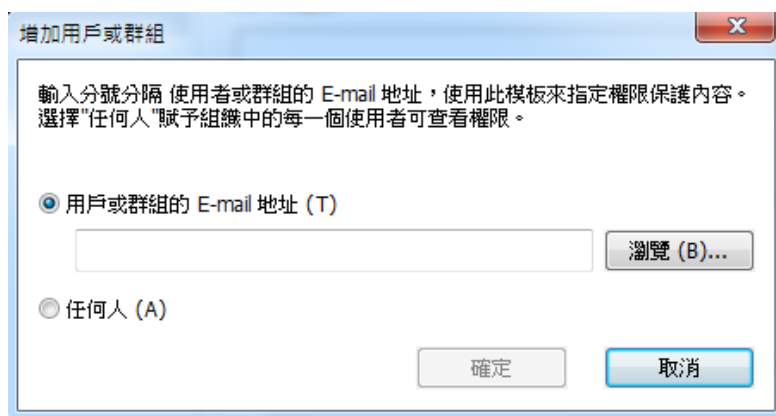 增加用戶或群組
輸入分號分隔 使用者或群組的 E-mail 地址，使用此模板來指定權限保護內容。
選擇"任何人"賦予組織中的每一個使用者可查看權限。
用戶或群組的 E-mail 地址 (T)
瀏覽 (B)...
任何人 (A)
確定
取消